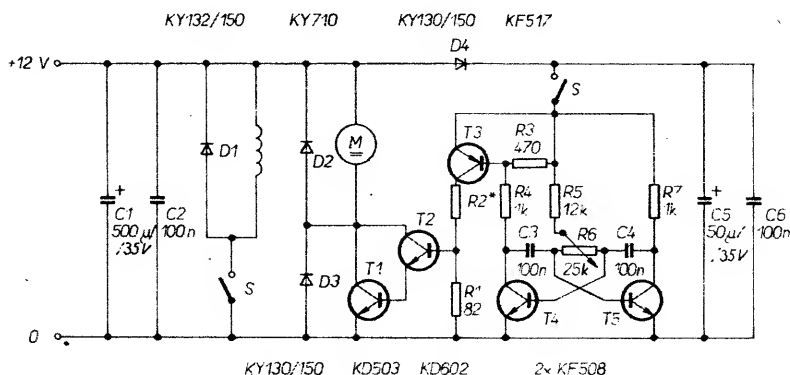 KY132/150 KY710 KY130/150 KF517
D4
+12 V
S
T3
R3
470
M
D1
D2
R2*
R4
1k
R5
12k
R7
1k
T2
C1
500μ/
/35V
C2
100n
C3
100n
R6
25k
C4
100n
C5
50μ/
/35V
C6
100n
S
D3
T1
R1
82
T4
T5
0
KY130/150 KD503 KD602 2x KF508